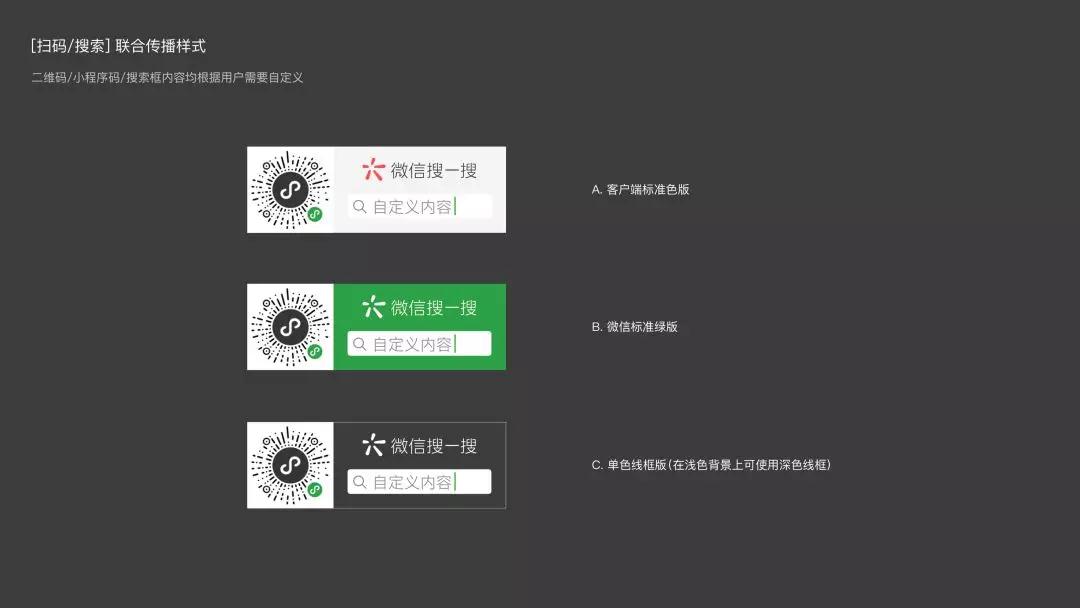 [扫码/搜索] 联合传播样式
二维码/小程序码/搜索框内容均根据用户需要自定义
微信搜一搜
自定义内容
A. 客户端标准色版
微信搜一搜
自定义内容
B. 微信标准绿版
微信搜一搜
自定义内容
C. 单色线框版(在浅色背景上可使用深色线框)